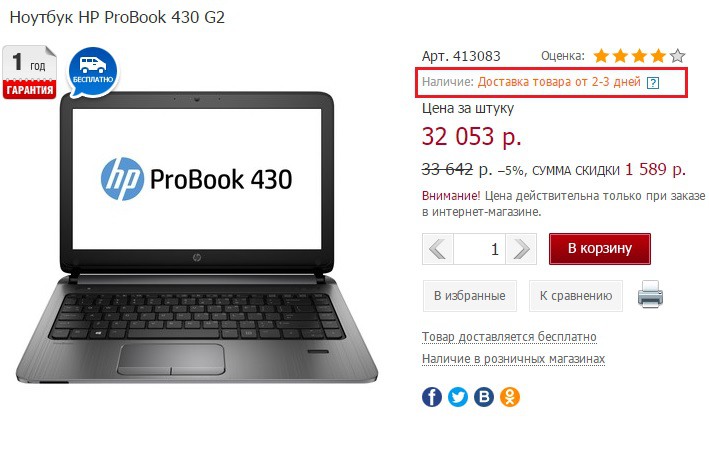 Ноутбук HP ProBook 430 G2
1 год
ГАРАНТИЯ
БЕСПЛАТНО
hp ProBook 430
hp
Арт. 413083 Оценка:
Наличие: Доставка товара от 2-3 дней ?
Цена за штуку
32 053 р.
33 642 р. –5%, СУММА СКИДКИ 1 589 р.
Внимание! Цена действительна только при заказе
в интернет-магазине.
1 В корзину
В избранные К сравнению
Товар доставляется бесплатно
Наличие в розничных магазинах